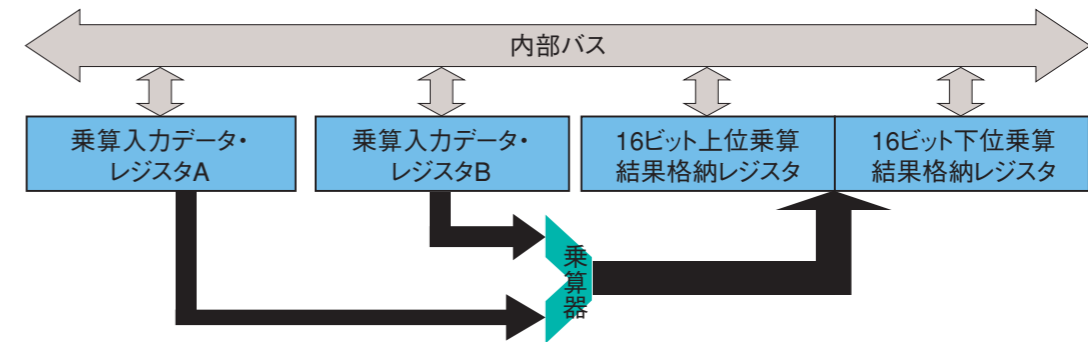 内部バス
乗算入力データ・
レジスタA
乗算入力データ・
レジスタB
16ビット上位乗算
結果格納レジスタ
16ビット下位乗算
結果格納レジスタ
乗算器